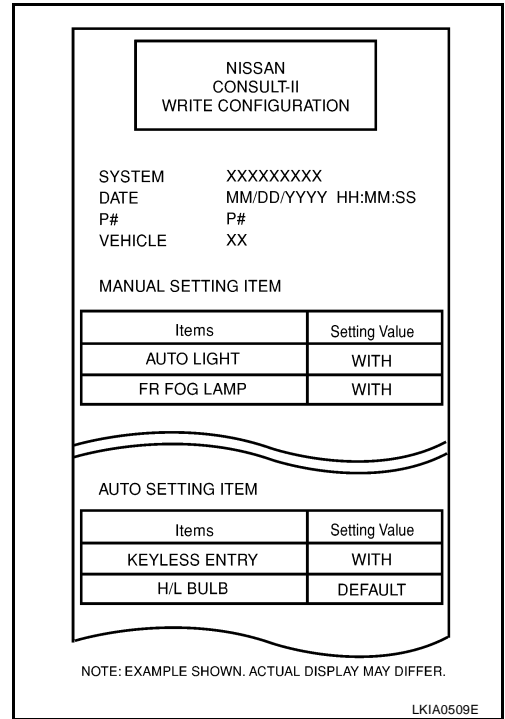 NISSAN
CONSULT-II
WRITE CONFIGURATION
SYSTEM XXXXXXXXX
DATE MM/DD/YYYY HH:MM:SS
P# P#
VEHICLE XX
MANUAL SETTING ITEM
Items Setting Value
AUTO LIGHT WITH
FR FOG LAMP WITH
AUTO SETTING ITEM
Items Setting Value
KEYLESS ENTRY WITH
H/L BULB DEFAULT
NOTE: EXAMPLE SHOWN. ACTUAL DISPLAY MAY DIFFER.
LKIA0509E